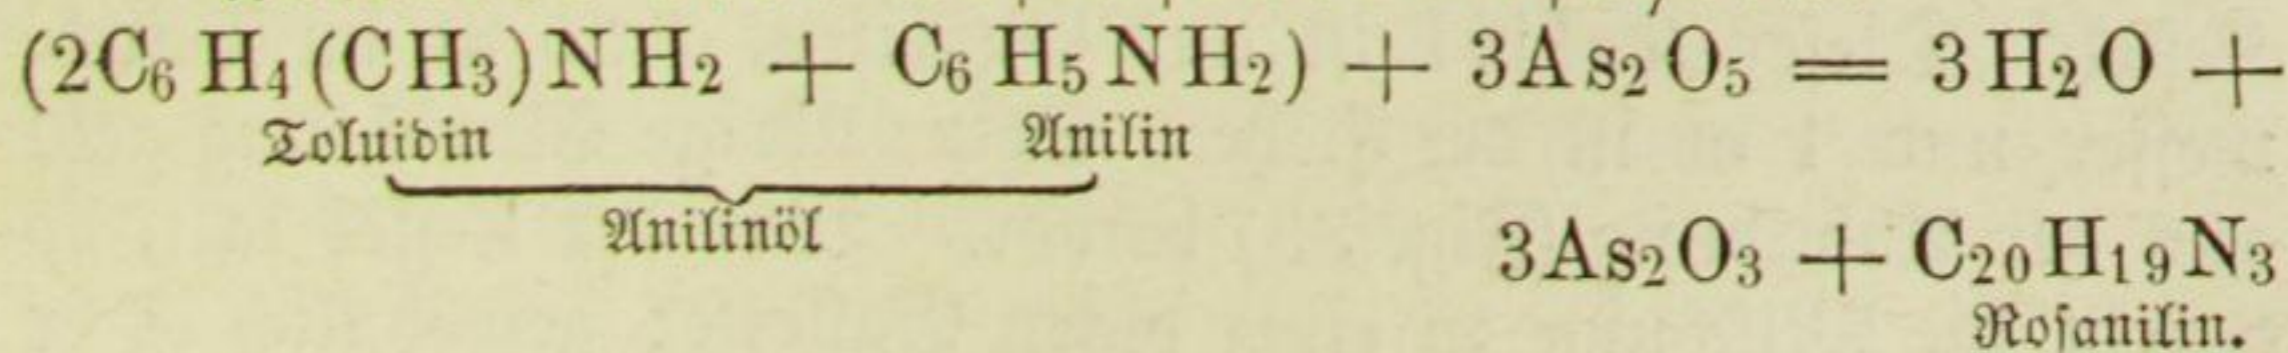 (2C₆H₄(CH₃)NH₂ + C₆H₅NH₂) + 3As₂O₅ = 3H₂O +
Toluidin Anilin
Anilinöl
3As₂O₃ + C₂₀H₁₉N₃
Rosanilin.